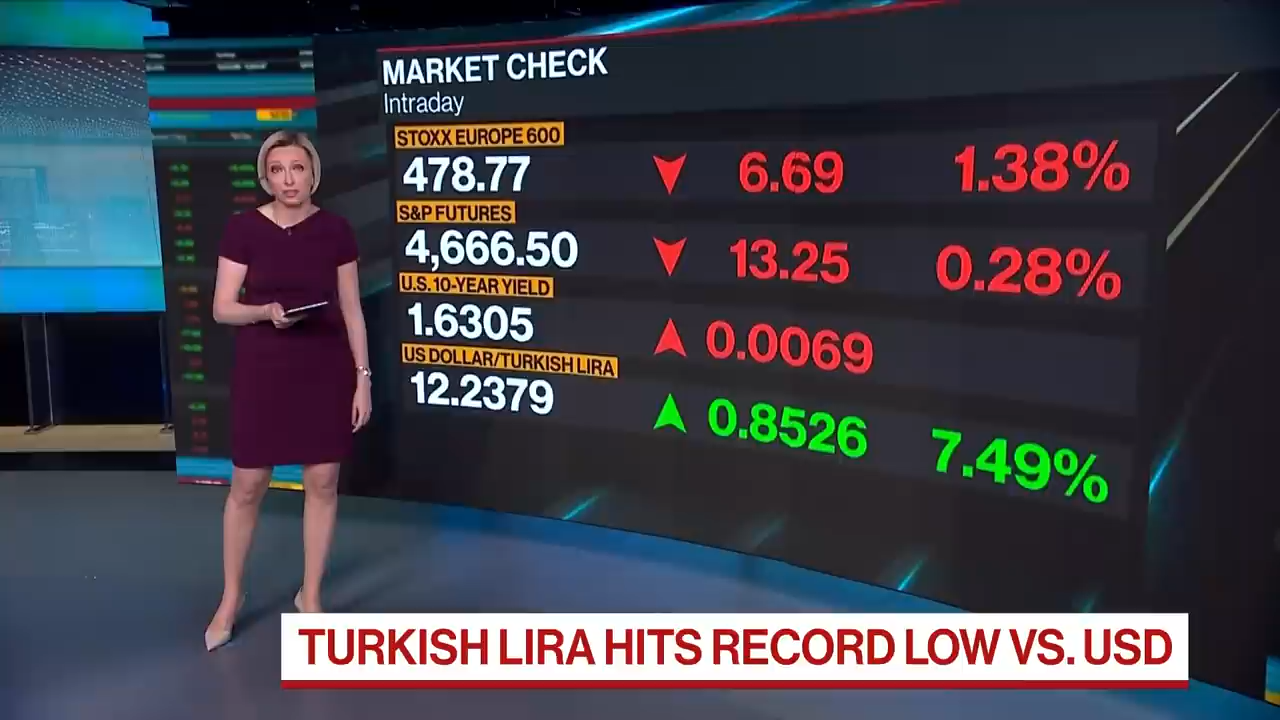 MARKET CHECK
Intraday
STOXX EUROPE 600
478.77 6.69 1.38%
S&P FUTURES
4,666.50 13.25 0.28%
U.S. 10-YEAR YIELD
1.6305 0.0069
US DOLLAR/TURKISH LIRA
12.2379 0.8526 7.49%
TURKISH LIRA HITS RECORD LOW VS. USD